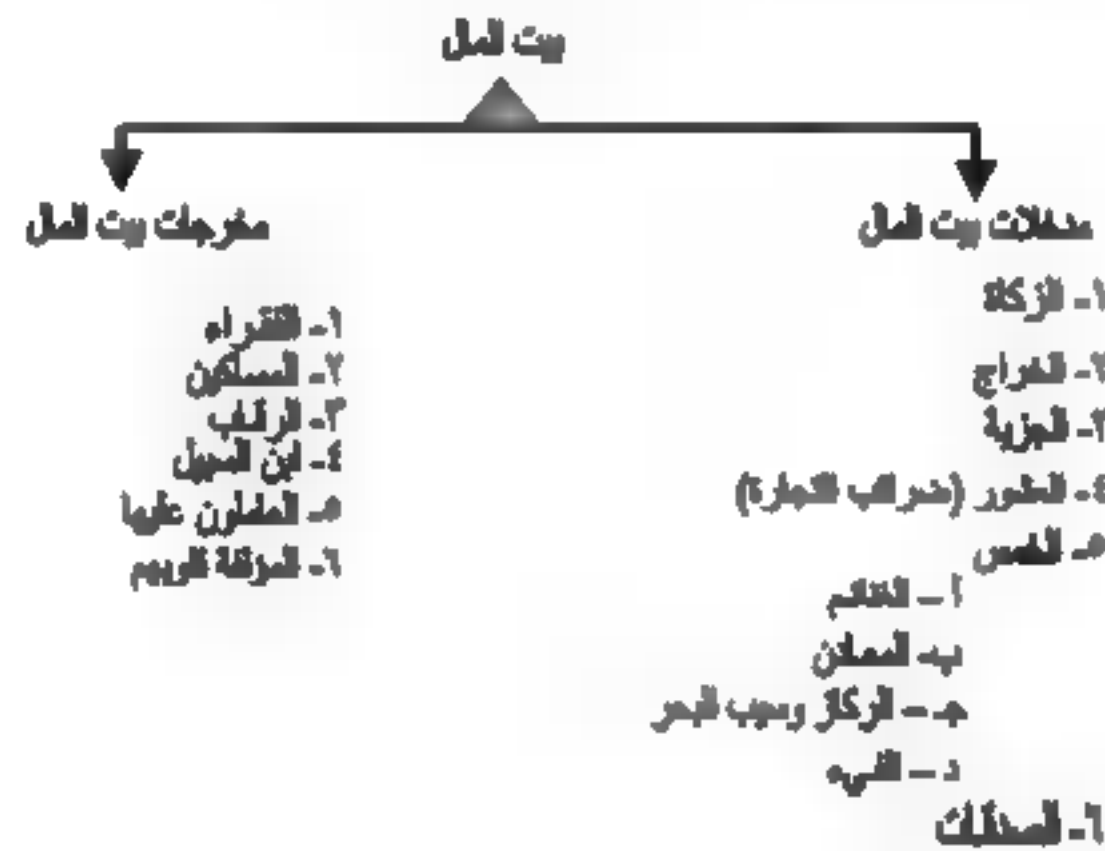 بيت المال
مدخلات بيت المال
١- الزكاة
٢- الخراج
٣- الجزية
٤- العشور (ضرائب التجارة)
٥- الخمس
أ – الغنائم
ب- المعادن
جـ – الركاز وسيب البحر
د – الفيء
٦- الصدقات
مخرجات بيت المال
١- الفقراء
٢- المساكين
٣- الرقاب
٤- ابن السبيل
٥- العاملون عليها
٦- المؤلفة قلوبهم